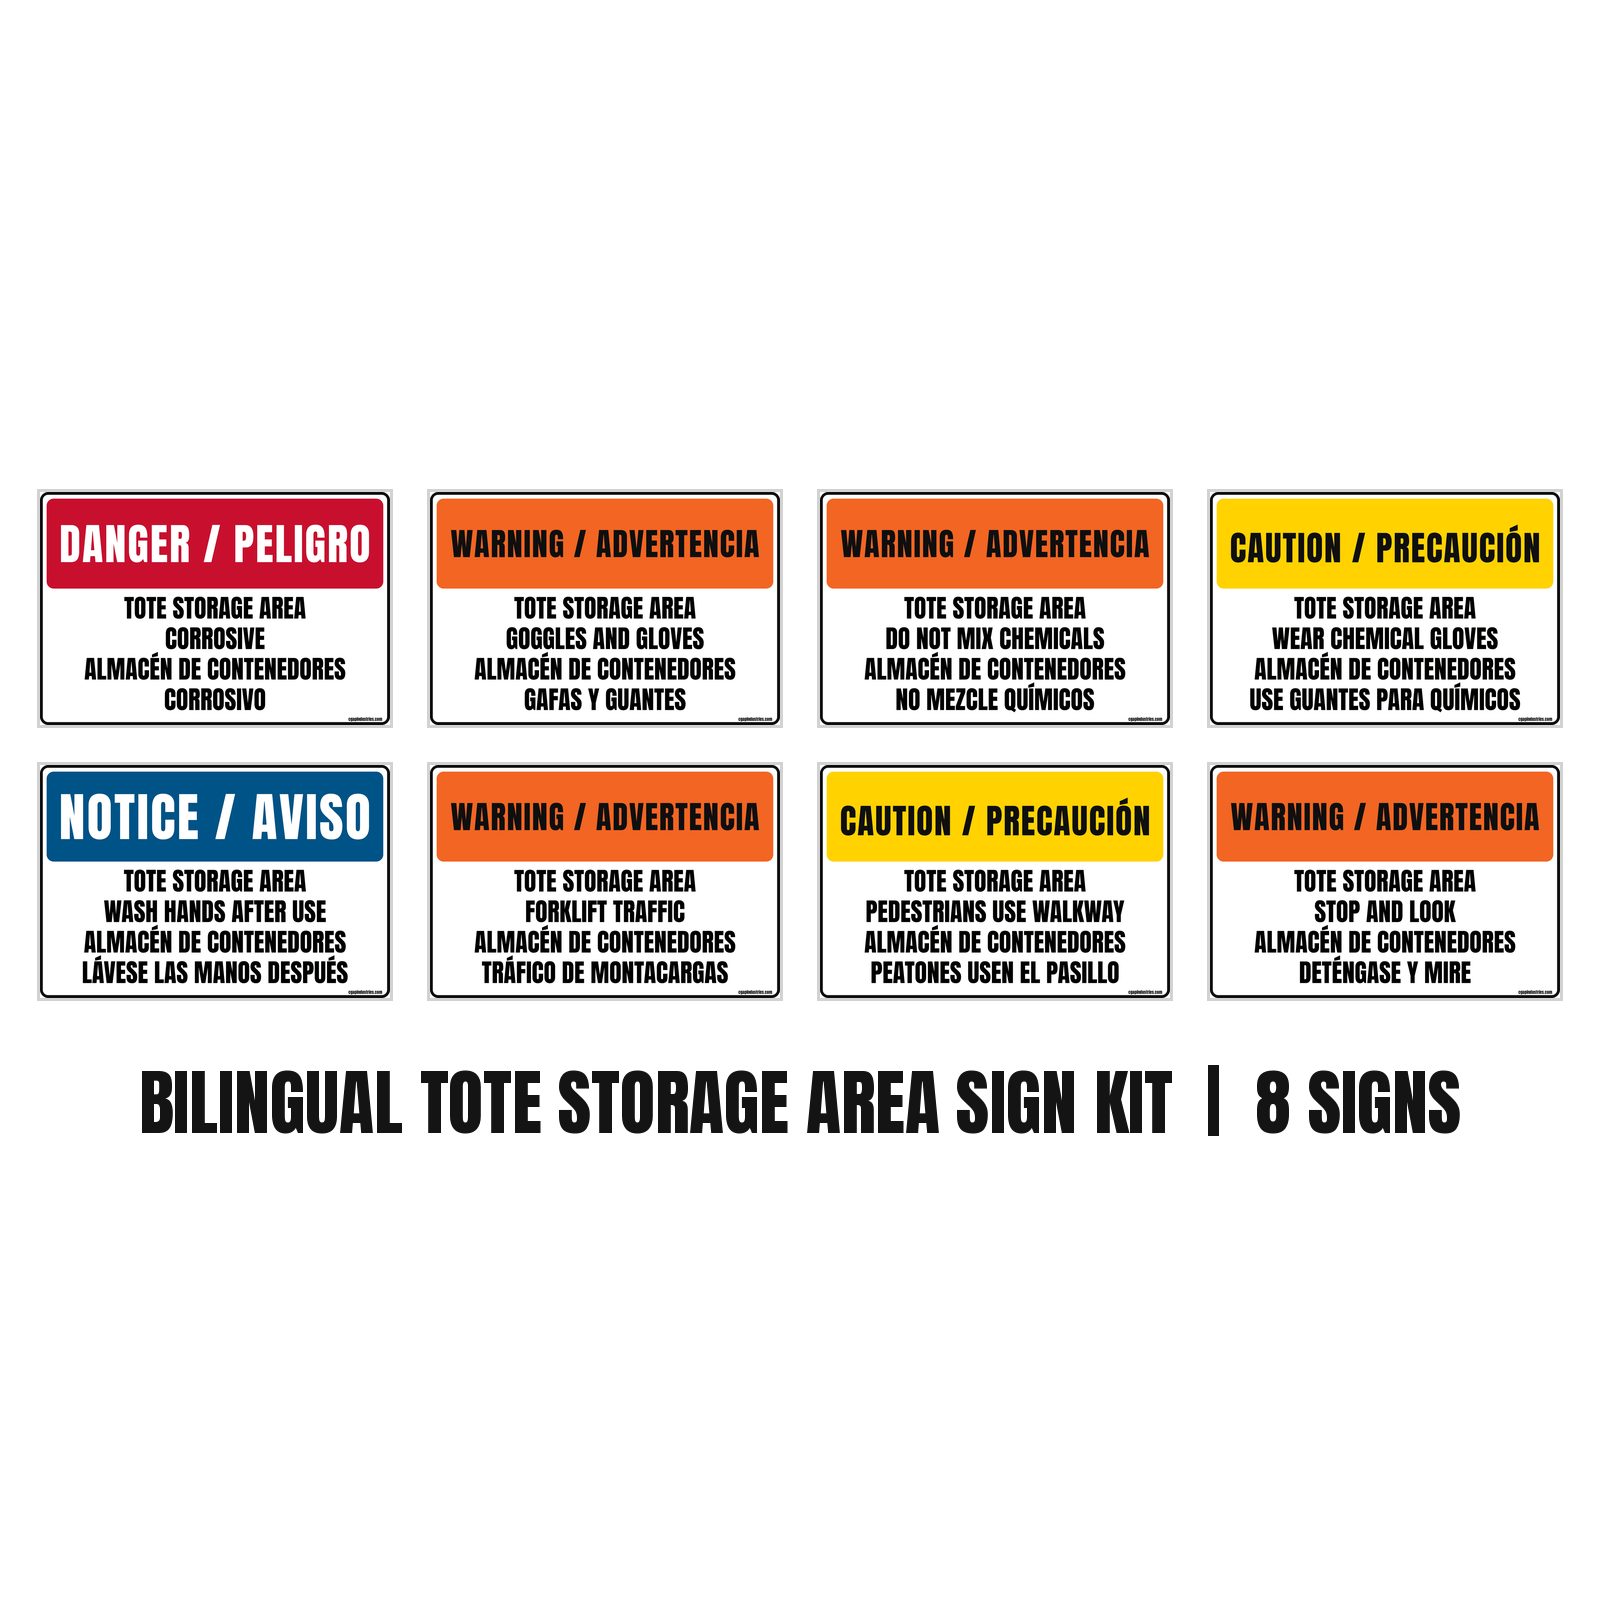 DANGER / PELIGRO
TOTE STORAGE AREA
CORROSIVE
ALMACÉN DE CONTENEDORES
CORROSIVO
cgaphindustries.com
WARNING / ADVERTENCIA
TOTE STORAGE AREA
GOGGLES AND GLOVES
ALMACÉN DE CONTENEDORES
GAFAS Y GUANTES
WARNING / ADVERTENCIA
TOTE STORAGE AREA
DO NOT MIX CHEMICALS
ALMACÉN DE CONTENEDORES
NO MEZCLE QUÍMICOS
CAUTION / PRECAUCIÓN
TOTE STORAGE AREA
WEAR CHEMICAL GLOVES
ALMACÉN DE CONTENEDORES
USE GUANTES PARA QUÍMICOS
NOTICE / AVISO
TOTE STORAGE AREA
WASH HANDS AFTER USE
ALMACÉN DE CONTENEDORES
LÁVESE LAS MANOS DESPUÉS
WARNING / ADVERTENCIA
TOTE STORAGE AREA
FORKLIFT TRAFFIC
ALMACÉN DE CONTENEDORES
TRÁFICO DE MONTACARGAS
CAUTION / PRECAUCIÓN
TOTE STORAGE AREA
PEDESTRIANS USE WALKWAY
ALMACÉN DE CONTENEDORES
PEATONES USEN EL PASILLO
WARNING / ADVERTENCIA
TOTE STORAGE AREA
STOP AND LOOK
ALMACÉN DE CONTENEDORES
DETÉNGASE Y MIRE
BILINGUAL TOTE STORAGE AREA SIGN KIT | 8 SIGNS